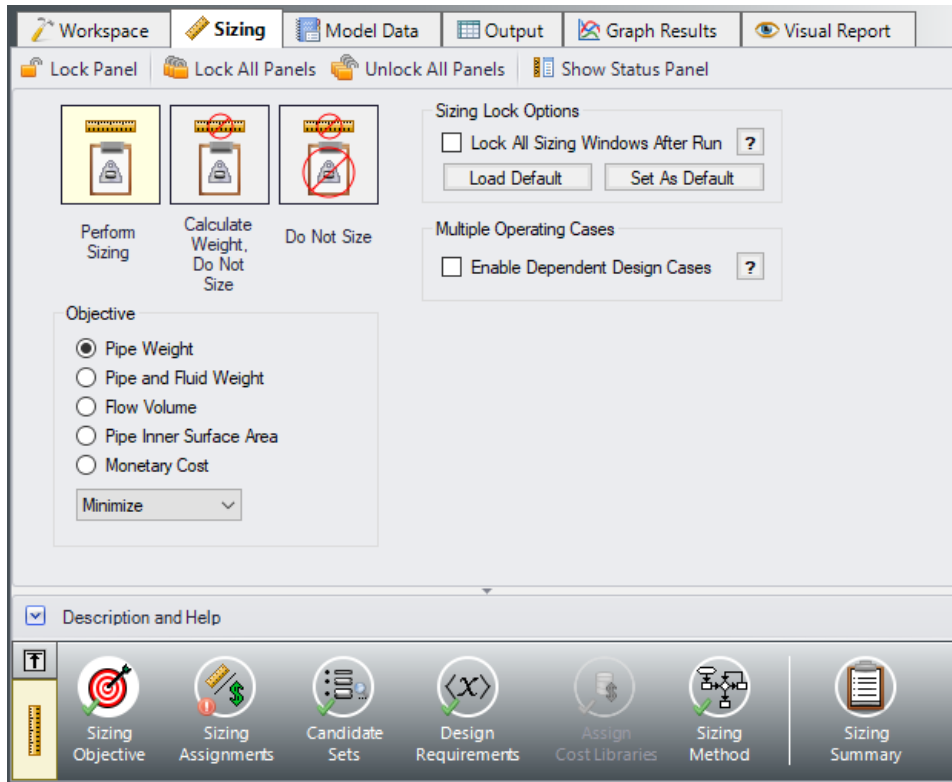 Workspace
Sizing
Model Data
Output
Graph Results
Visual Report
Lock Panel
Lock All Panels
Unlock All Panels
Show Status Panel
Perform
Sizing
Calculate
Weight,
Do Not
Size
Do Not Size
Sizing Lock Options
Lock All Sizing Windows After Run
?
Load Default
Set As Default
Multiple Operating Cases
Enable Dependent Design Cases
?
Objective
Pipe Weight
Pipe and Fluid Weight
Flow Volume
Pipe Inner Surface Area
Monetary Cost
Minimize
Description and Help
Sizing
Objective
$
Sizing
Assignments
Candidate
Sets
(x)
Design
Requirements
$
Assign
Cost Libraries
Sizing
Method
Sizing
Summary